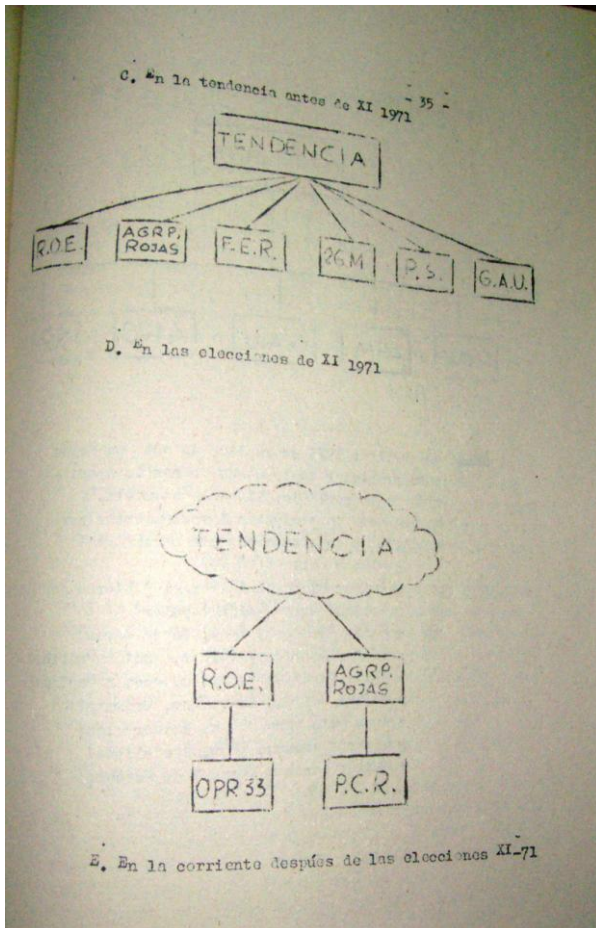 - 35 -
C. En la tendencia antes de XI 1971
TENDENCIA
R.O.E.
AGRP.
ROJAS
F.E.R.
26.M
P.S.
G.A.U.
D. En las elecciones de XI 1971
TENDENCIA
R.O.E.
AGRP.
ROJAS
OPR 33
P.C.R.
E. En la corriente despúes de las elecciones XI-71